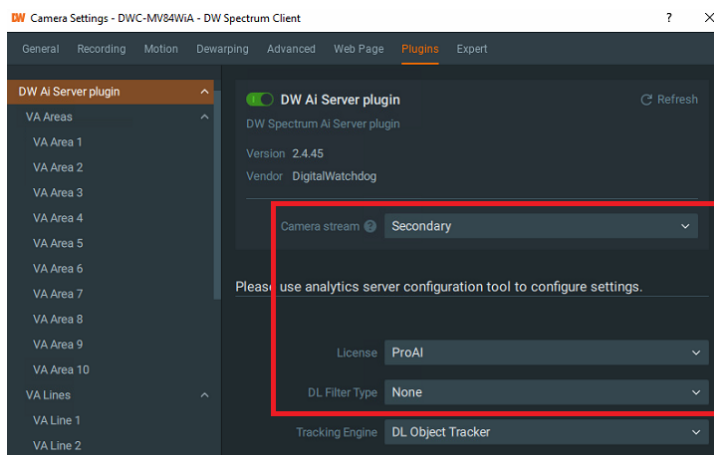 DW Camera Settings - DWC-MV84WiA - DW Spectrum Client ? X
General Recording Motion Dewarping Advanced Web Page Plugins Expert
DW Ai Server plugin
VA Areas
VA Area 1
VA Area 2
VA Area 3
VA Area 4
VA Area 5
VA Area 6
VA Area 7
VA Area 8
VA Area 9
VA Area 10
VA Lines
VA Line 1
VA Line 2
DW Ai Server plugin Refresh
DW Spectrum Ai Server plugin
Version 2.4.45
Vendor DigitalWatchdog
Camera stream ? Secondary
Please use analytics server configuration tool to configure settings.
License ProAI
DL Filter Type None
Tracking Engine DL Object Tracker